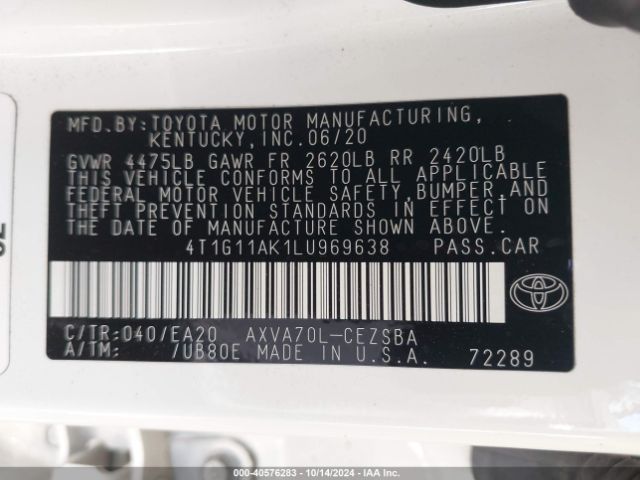 MFD.BY:TOYOTA MOTOR MANUFACTURING,
KENTUCKY,INC.06/20
GVWR 4475LB GAWR FR 2620LB RR 2420LB
THIS VEHICLE CONFORMS TO ALL APPLICABLE
FEDERAL MOTOR VEHICLE SAFETY,BUMPER,AND
THEFT PREVENTION STANDARDS IN EFFECT ON
THE DATE OF MANUFACTURE SHOWN ABOVE.
4T1G11AK1LU969638 PASS.CAR
C/TR:040/EA20 AXVA70L-CEZSBA
A/TM: /UB80E MADE IN U.S.A. 72289
000-40576283 - 10/14/2024 - IAAI.COM